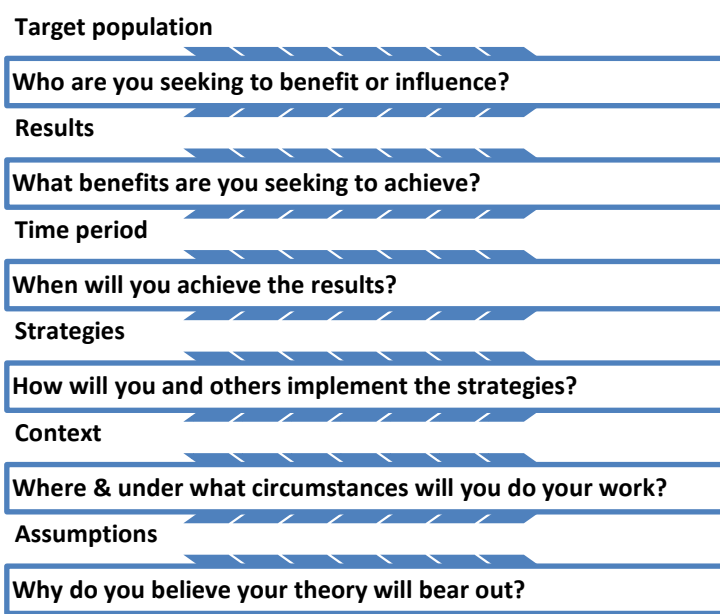 Target population
Who are you seeking to benefit or influence?
Results
What benefits are you seeking to achieve?
Time period
When will you achieve the results?
Strategies
How will you and others implement the strategies?
Context
Where & under what circumstances will you do your work?
Assumptions
Why do you believe your theory will bear out?